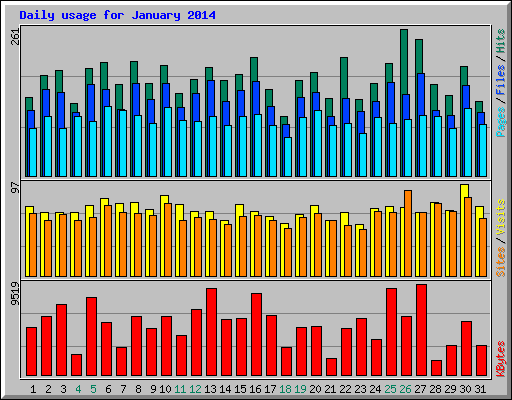 Daily usage for January 2014
261
Pages / Files / Hits
97
Sites / Visits
9519
KBytes
1 2 3 4 5 6 7 8 9 10 11 12 13 14 15 16 17 18 19 20 21 22 23 24 25 26 27 28 29 30 31